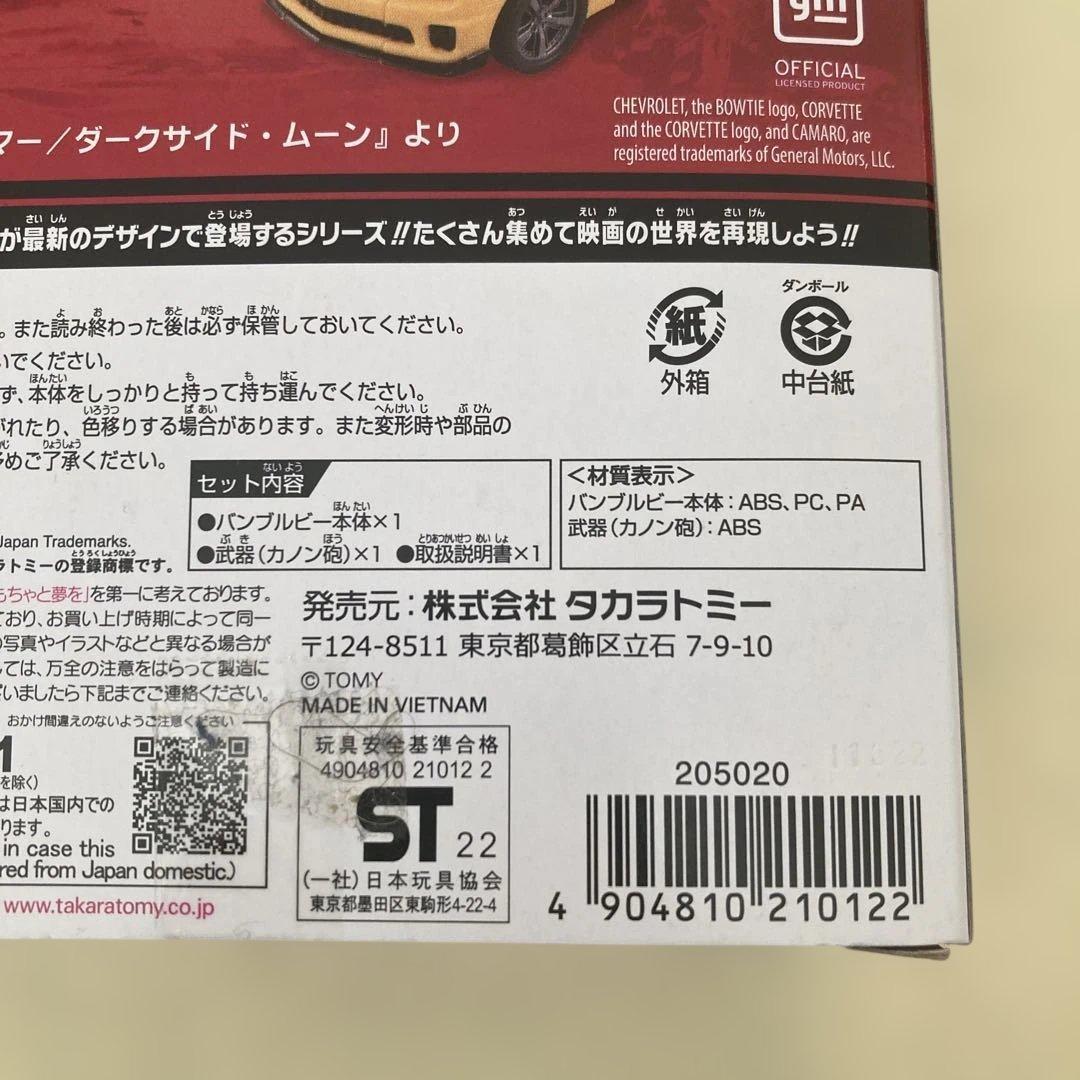 gm
OFFICIAL
LICENSED PRODUCT
CHEVROLET, the BOWTIE logo, CORVETTE
and the CORVETTE logo, and CAMARO, are
registered trademarks of General Motors, LLC.
マー／ダークサイド・ムーン』より
が最新のデザインで登場するシリーズ!!たくさん集めて映画の世界を再現しよう!!
。また読み終わった後は必ず保管しておいてください。
いでください。
ず、本体をしっかりと持って持ち運んでください。
がれたり、色移りする場合があります。また変形時や部品の
予めご了承ください。
紙
外箱
ダンボール
中台紙
セット内容
●バンブルビー本体×1
●武器（カノン砲）×1 ●取扱説明書×1
＜材質表示＞
バンブルビー本体：ABS、PC、PA
武器（カノン砲）：ABS
Japan Trademarks.
ラトミーの登録商標です。
もちゃと夢を」を第一に考えております。
ており、お買い上げ時期によって同一
の写真やイラストなどと異なる場合が
しては、万全の注意をはらって製造に
ざいましたら下記までご連絡ください。
おかけ間違えのないようご注意ください
1
を除く）
は日本国内での
ります。
in case this
red from Japan domestic.)
www.takaratomy.co.jp
発売元：株式会社 タカラトミー
〒124-8511 東京都葛飾区立石 7-9-10
© TOMY
MADE IN VIETNAM
玩具安全基準合格
4904810 21012 2
ST 22
（一社）日本玩具協会
東京都墨田区東駒形4-22-4
205020
4 904810 210122